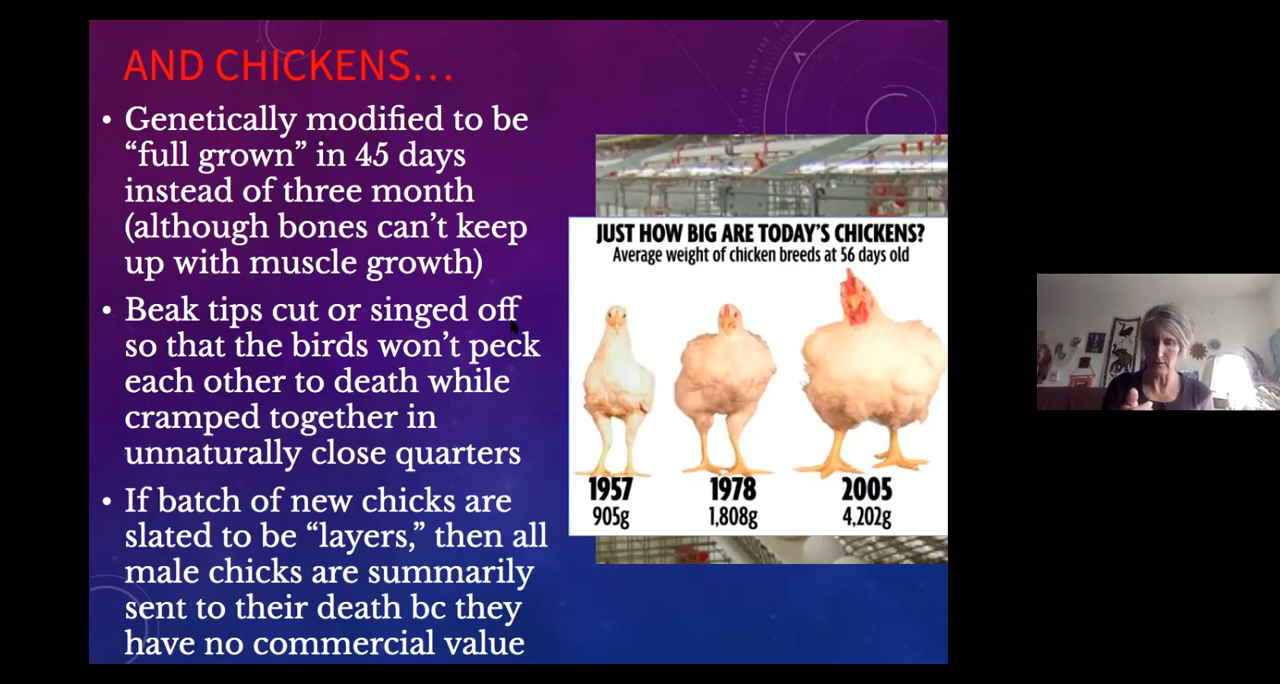 AND CHICKENS...
• Genetically modified to be
“full grown” in 45 days
instead of three month
(although bones can’t keep
up with muscle growth)
• Beak tips cut or singed off
so that the birds won’t peck
each other to death while
cramped together in
unnaturally close quarters
• If batch of new chicks are
slated to be “layers,” then all
male chicks are summarily
sent to their death bc they
have no commercial value
JUST HOW BIG ARE TODAY’S CHICKENS?
Average weight of chicken breeds at 56 days old
1957 1978 2005
905g 1,808g 4,202g